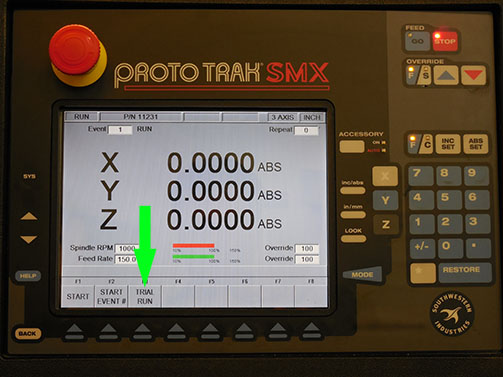 FEED
GO STOP
PROTO TRAK SMX
OVERRIDE
F S
RUN P/N 11231 3 AXIS INCH
Event 1 RUN Repeat 0
X 0.0000 ABS
Y 0.0000 ABS
Z 0.0000 ABS
Spindle RPM 1000 Override 100
Feed Rate 150.0 Override 100
F1 F2 F4 F5 F6 F7 F8
START START EVENT # TRIAL RUN
SYS
HELP
BACK
ACCESSORY
ON
AUTO
F C INC SET ABS SET
inc/abs
in/mm
LOOK
MODE
X
Y
Z
7 8 9
4 5 6
1 2 3
+/- 0 .
RESTORE
SOUTHWESTERN INDUSTRIES